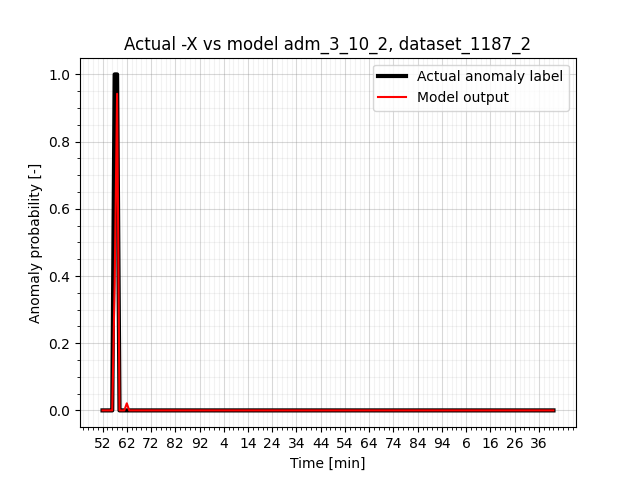 Actual -X vs model adm_3_10_2, dataset_1187_2
Actual anomaly label
Model output
Anomaly probability [-]
1.0
0.8
0.6
0.4
0.2
0.0
52 62 72 82 92 4 14 24 34 44 54 64 74 84 94 6 16 26 36
Time [min]